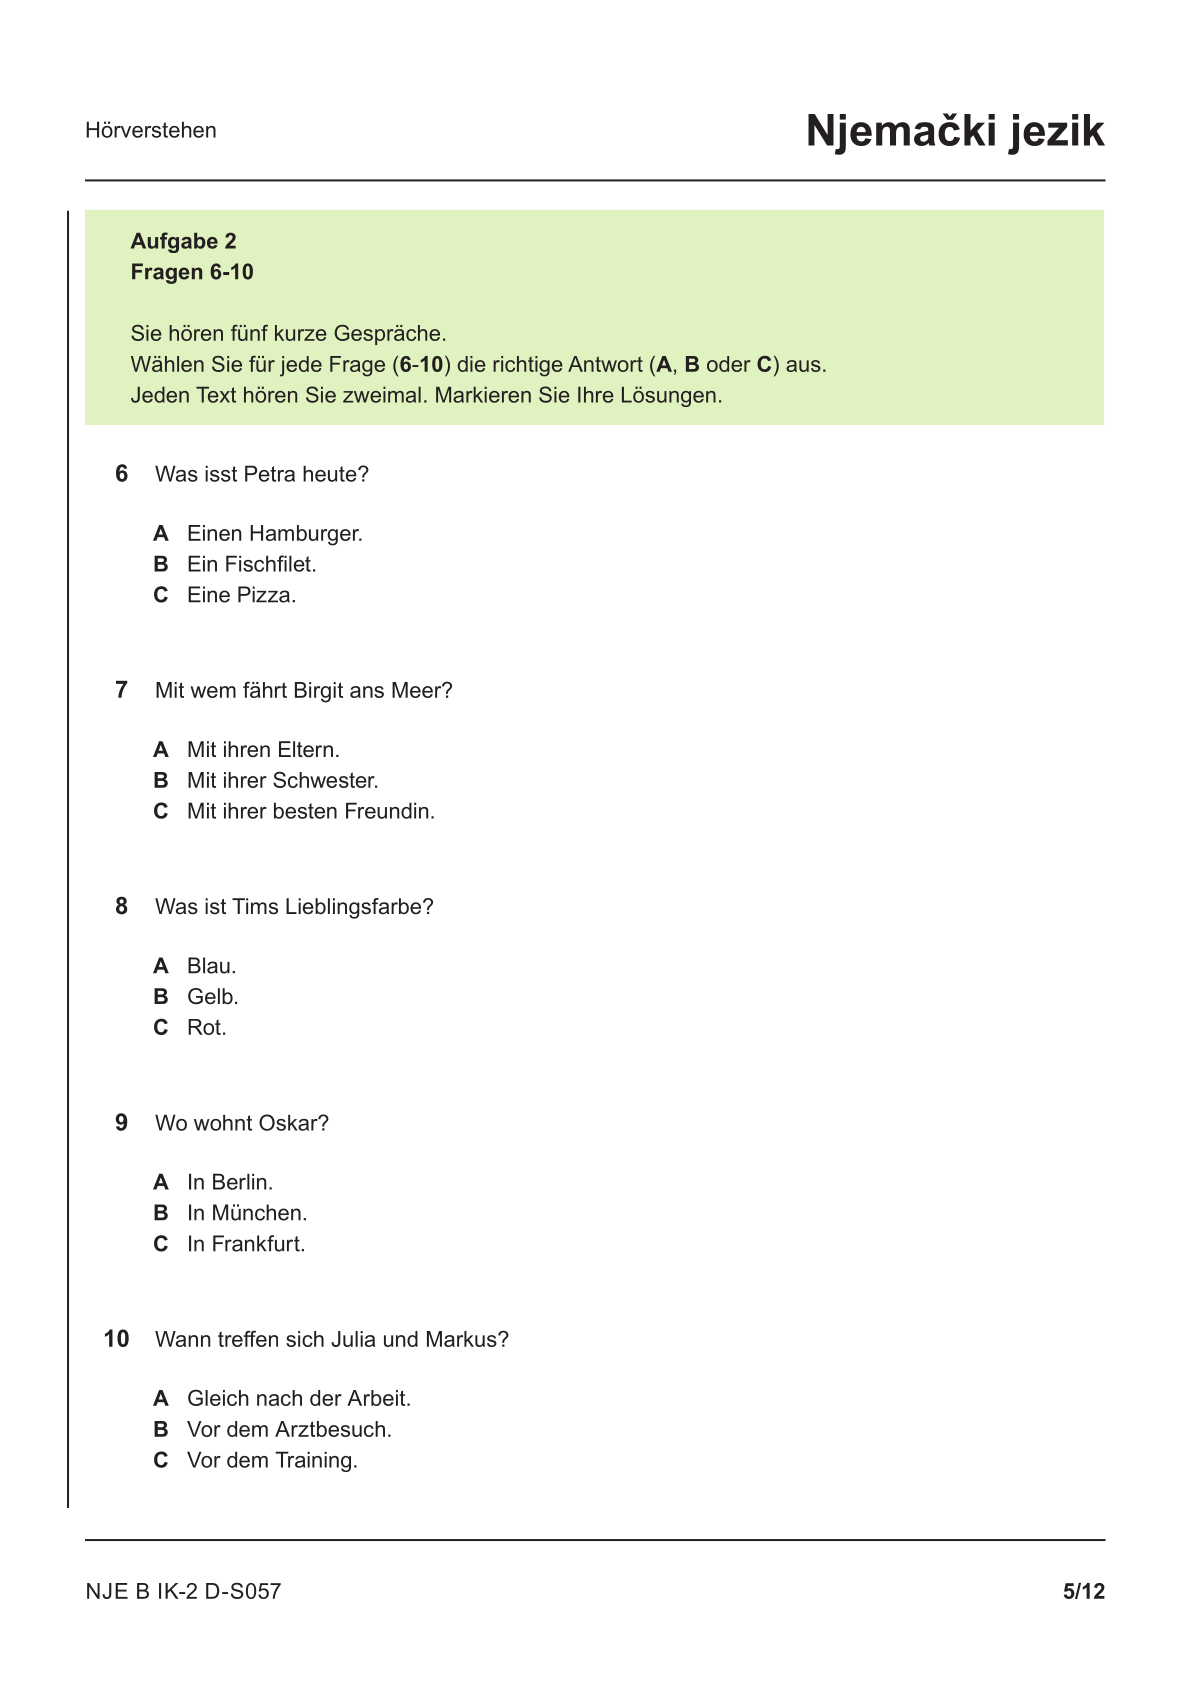 Hörverstehen
Njemački jezik
Aufgabe 2
Fragen 6-10
Sie hören fünf kurze Gespräche.
Wählen Sie für jede Frage (6-10) die richtige Antwort (A, B oder C) aus.
Jeden Text hören Sie zweimal. Markieren Sie Ihre Lösungen.
6 Was isst Petra heute?
A Einen Hamburger.
B Ein Fischfilet.
C Eine Pizza.
7 Mit wem fährt Birgit ans Meer?
A Mit ihren Eltern.
B Mit ihrer Schwester.
C Mit ihrer besten Freundin.
8 Was ist Tims Lieblingsfarbe?
A Blau.
B Gelb.
C Rot.
9 Wo wohnt Oskar?
A In Berlin.
B In München.
C In Frankfurt.
10 Wann treffen sich Julia und Markus?
A Gleich nach der Arbeit.
B Vor dem Arztbesuch.
C Vor dem Training.
NJE B IK-2 D-S057
5/12